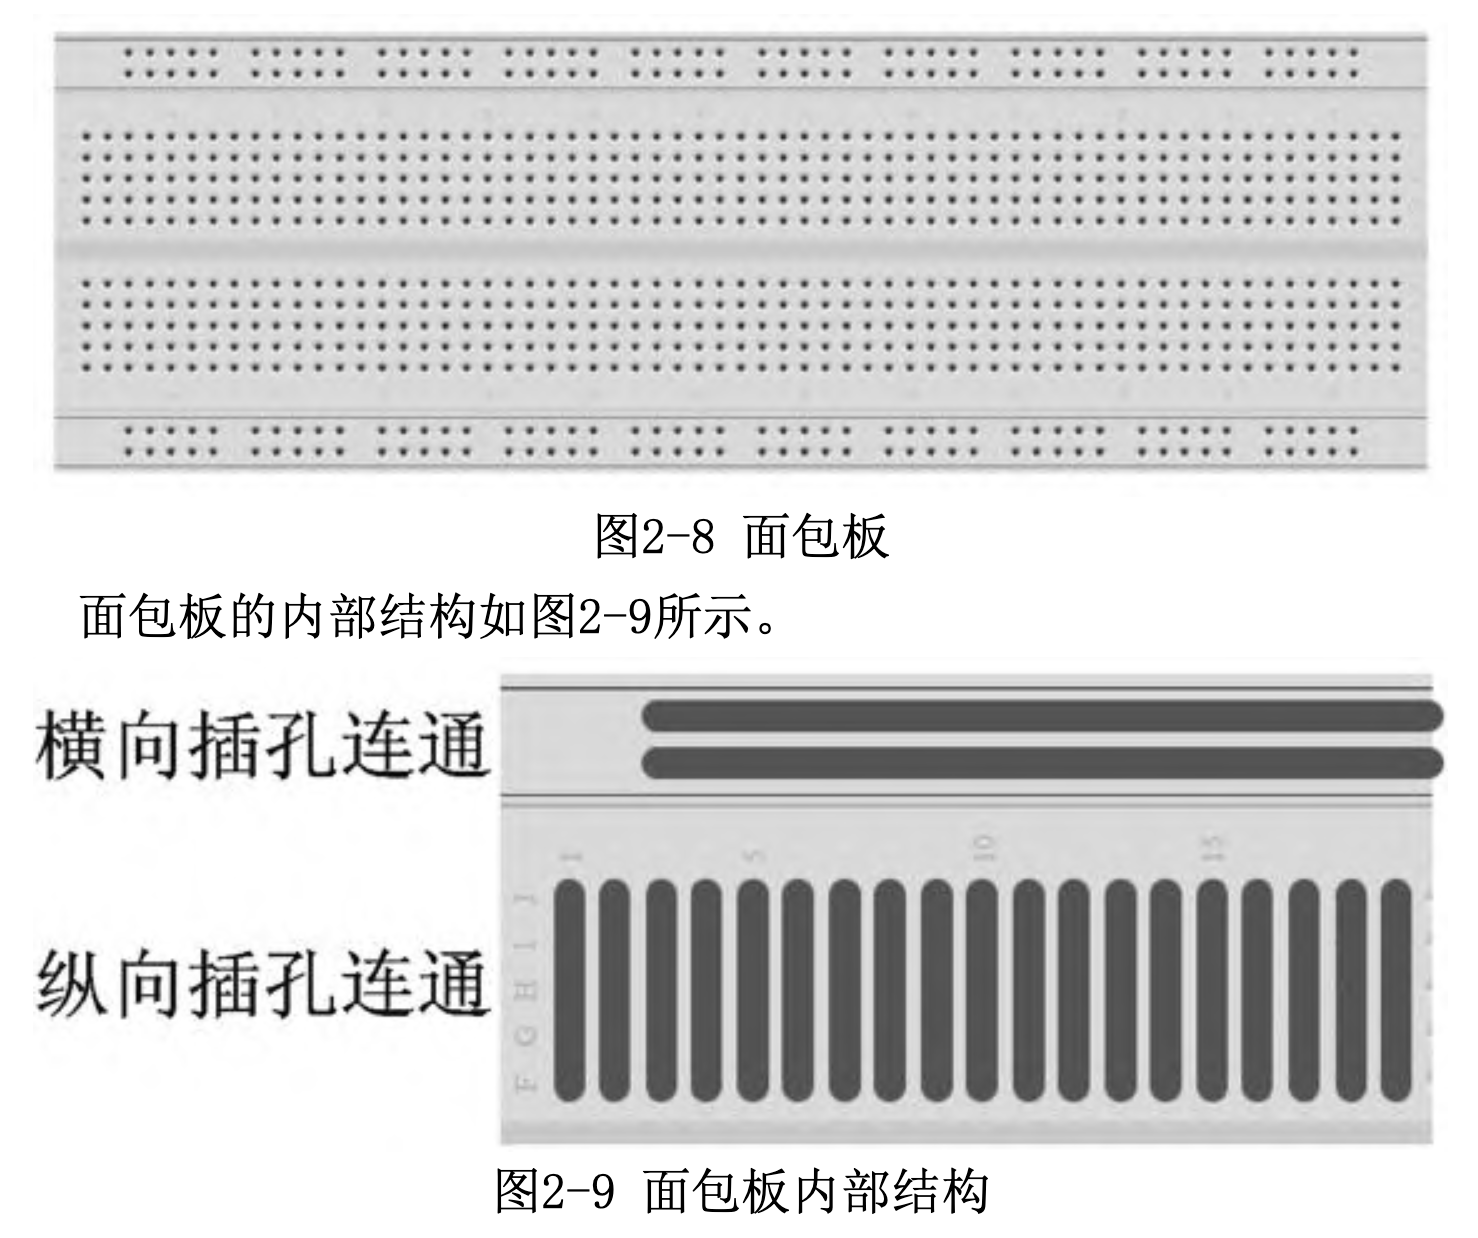 图2-8 面包板
面包板的内部结构如图2-9所示。
横向插孔连通
1 5 10 15
J
I
纵向插孔连通
H
G
F
图2-9 面包板内部结构